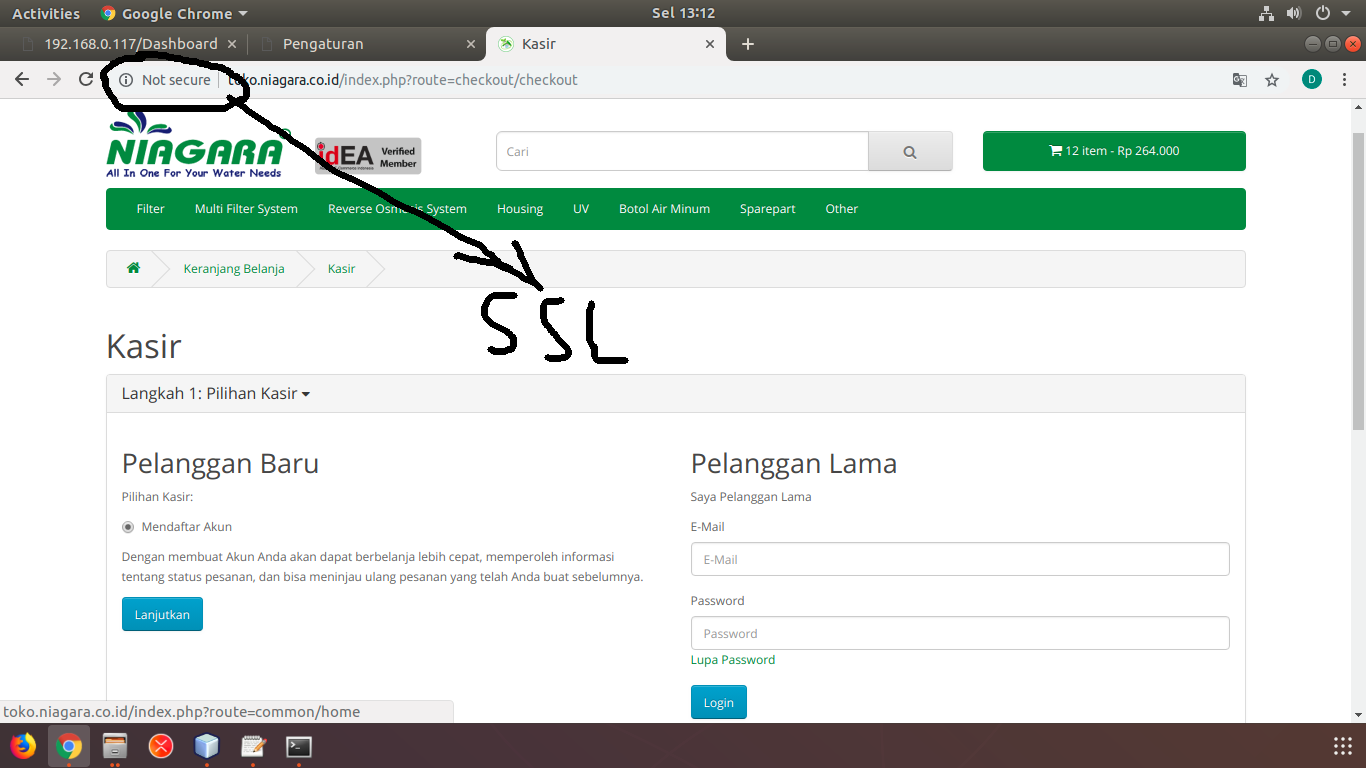 Activities Google Chrome Sel 13:12
192.168.0.117/Dashboard Pengaturan Kasir
Not secure toko.niagara.co.id/index.php?route=checkout/checkout D
NIAGARA
All In One For Your Water Needs
idEA Verified Member
Cari
12 item - Rp 264.000
Filter Multi Filter System Reverse Osmosis System Housing UV Botol Air Minum Sparepart Other
Keranjang Belanja Kasir
SSL
Kasir
Langkah 1: Pilihan Kasir
Pelanggan Baru
Pilihan Kasir:
Mendaftar Akun
Dengan membuat Akun Anda akan dapat berbelanja lebih cepat, memperoleh informasi
tentang status pesanan, dan bisa meninjau ulang pesanan yang telah Anda buat sebelumnya.
Lanjutkan
Pelanggan Lama
Saya Pelanggan Lama
E-Mail
E-Mail
Password
Password
Lupa Password
Login
toko.niagara.co.id/index.php?route=common/home